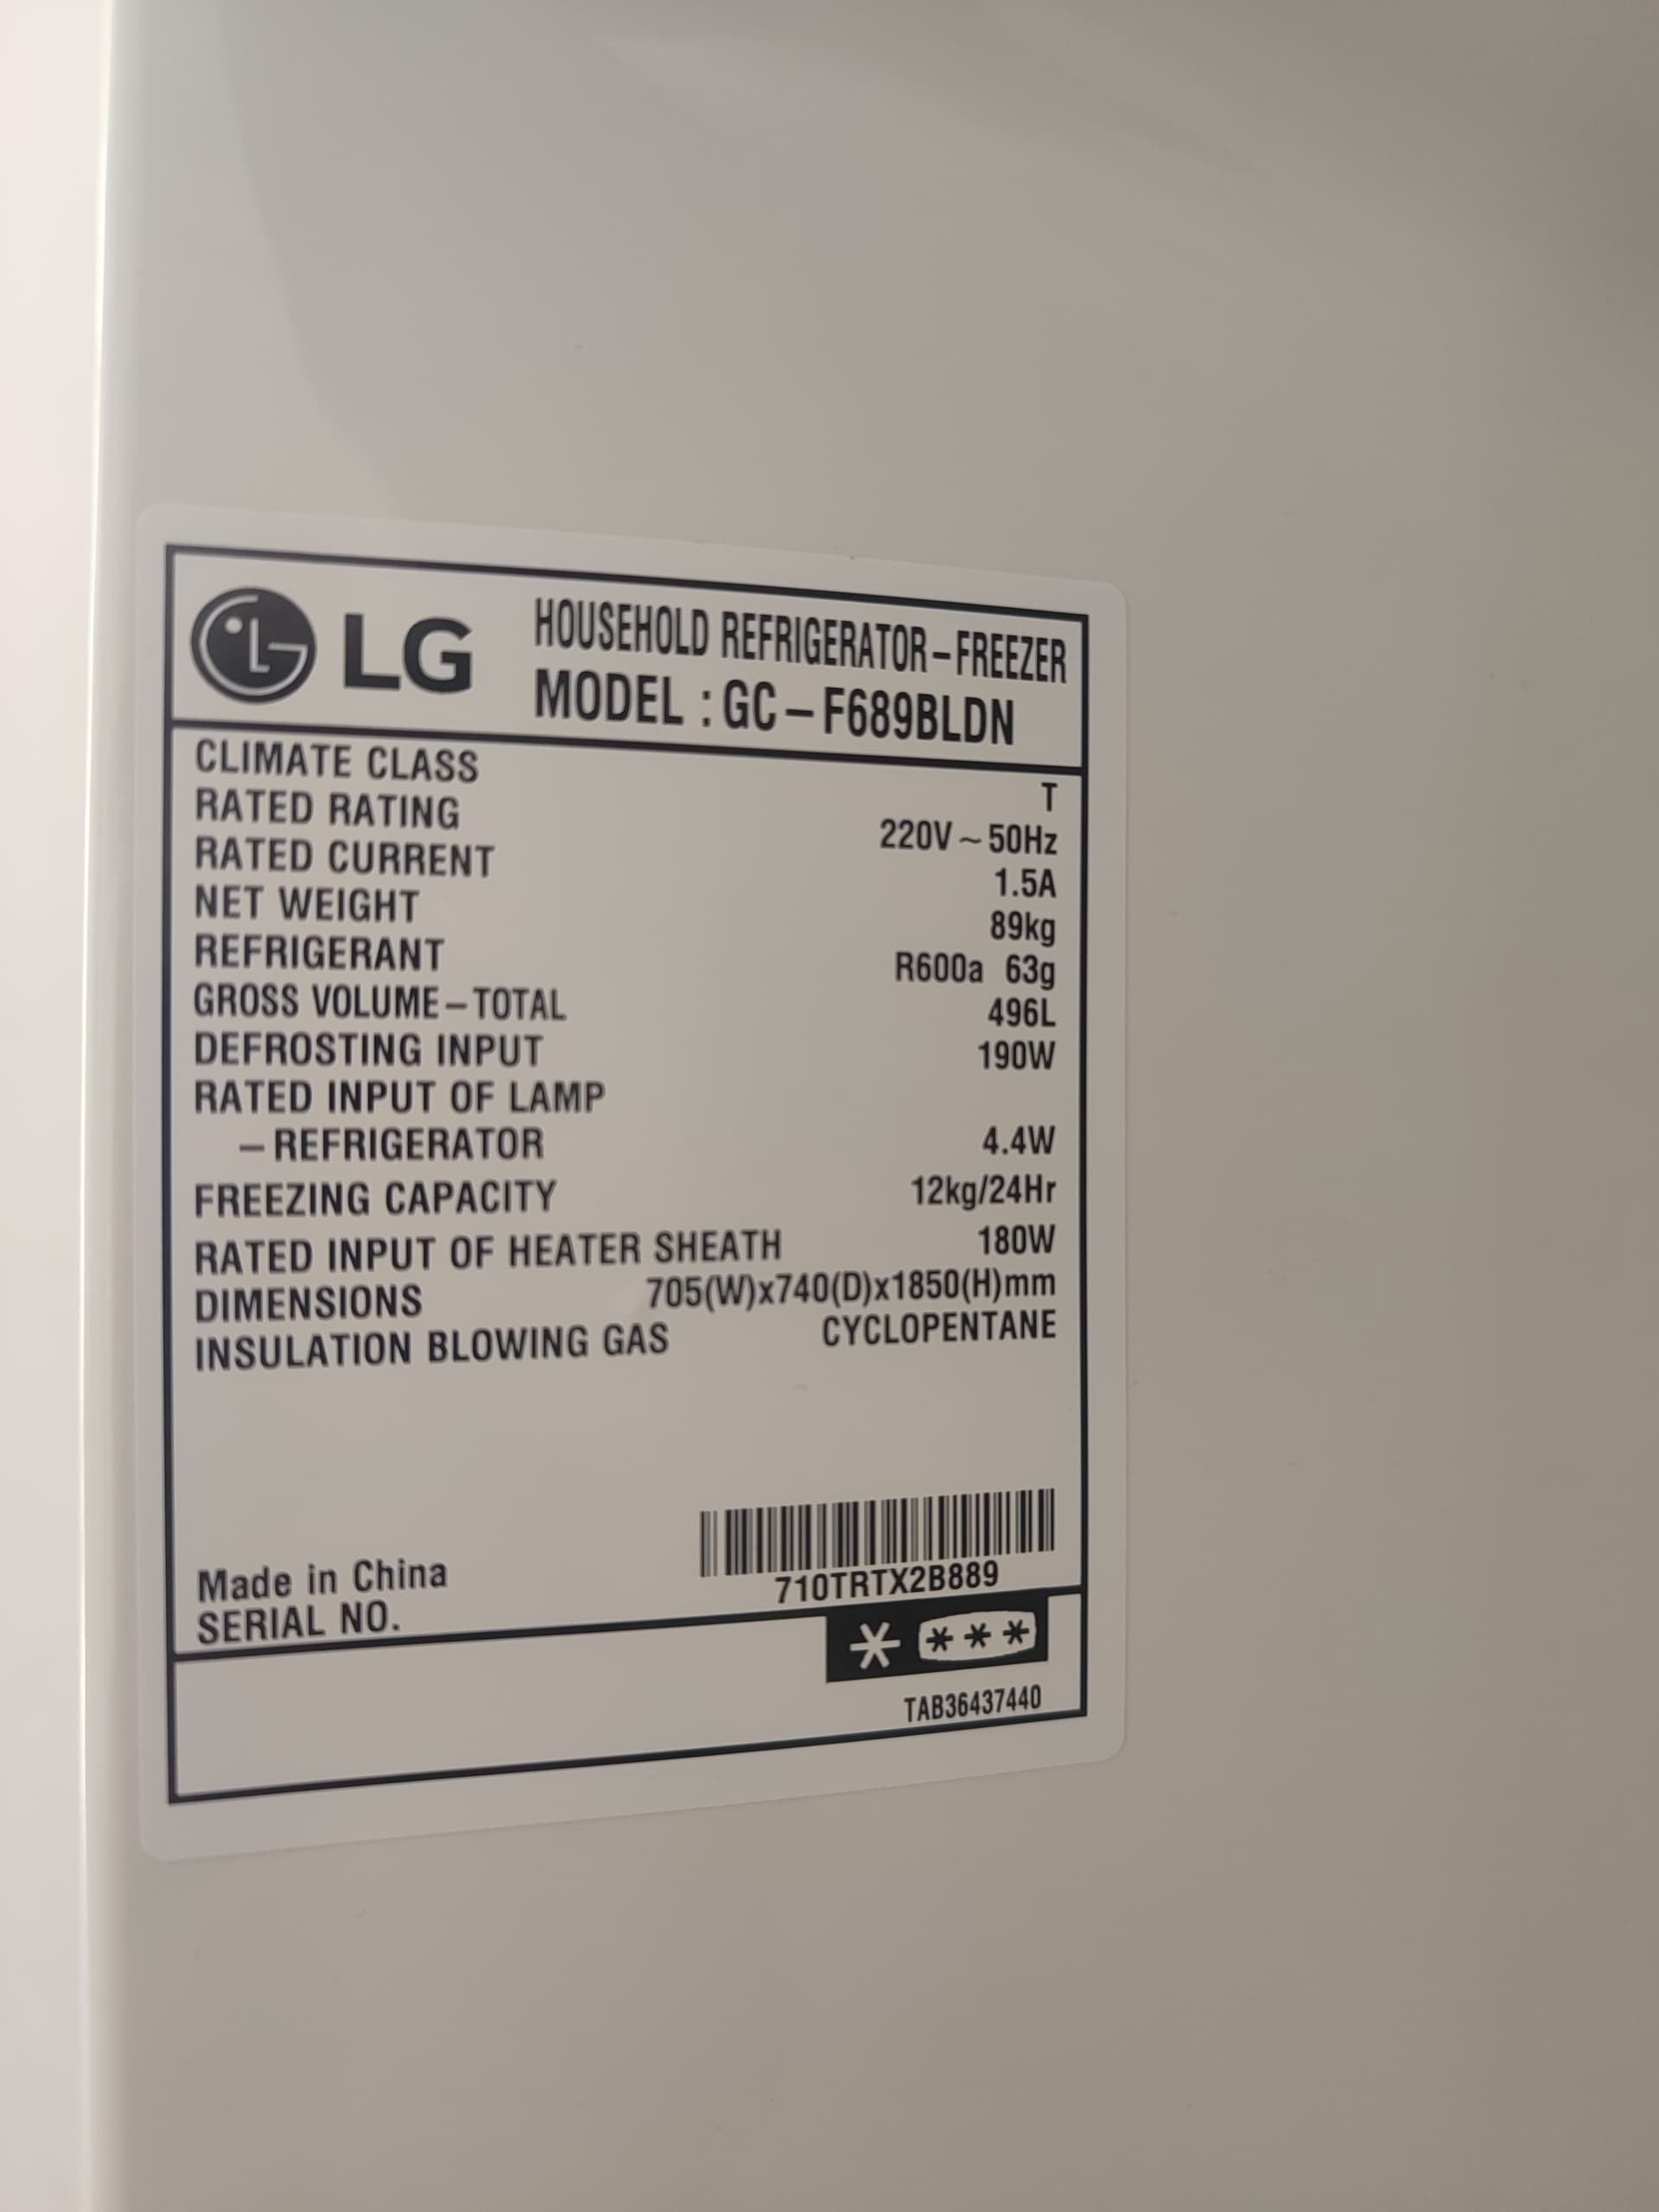 LG HOUSEHOLD REFRIGERATOR-FREEZER
MODEL : GC-F689BLDN
CLIMATE CLASS T
RATED RATING 220V~50Hz
RATED CURRENT 1.5A
NET WEIGHT 89kg
REFRIGERANT R600a 63g
GROSS VOLUME-TOTAL 496L
DEFROSTING INPUT 190W
RATED INPUT OF LAMP
-REFRIGERATOR 4.4W
FREEZING CAPACITY 12kg/24Hr
RATED INPUT OF HEATER SHEATH 180W
DIMENSIONS 705(W)x740(D)x1850(H)mm
INSULATION BLOWING GAS CYCLOPENTANE
Made in China
SERIAL NO. 710TRTX2B889
* ***
TAB36437440